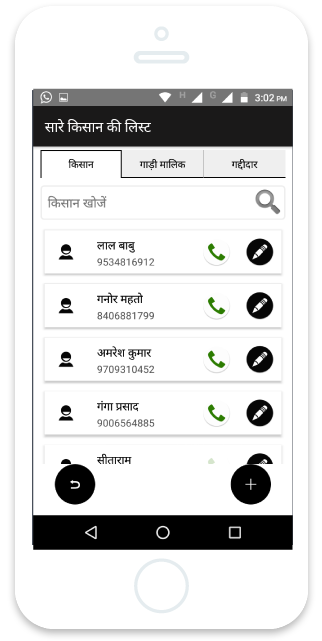 H G 3:02 PM
सारे किसान की लिस्ट
किसान गाड़ी मालिक गद्दीदार
किसान खोजें
लाल बाबु
9534816912
गनोर महतो
8406881799
अमरेश कुमार
9709310452
गंगा प्रसाद
9006564885
सीताराम